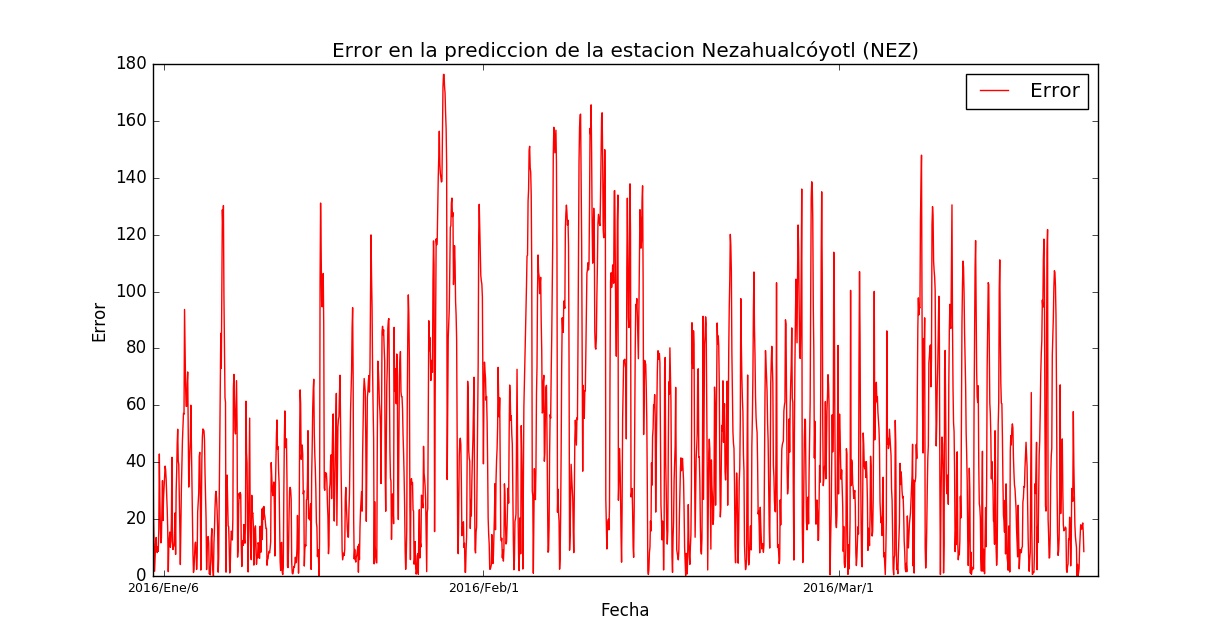 Error en la prediccion de la estacion Nezahualcóyotl (NEZ)
180
160
140
120
100
80
60
40
20
0
Error
Error
2016/Ene/6
2016/Feb/1
2016/Mar/1
Fecha